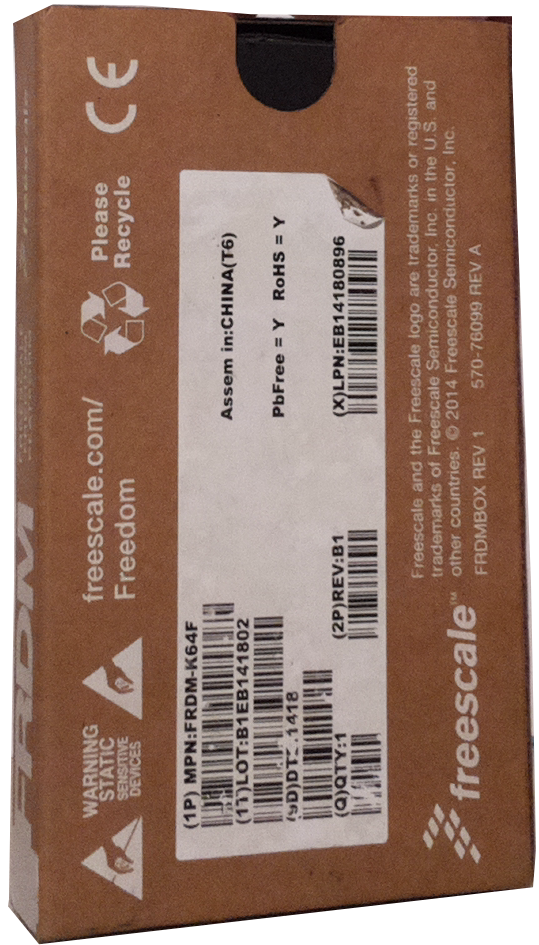 WARNING
STATIC
SENSITIVE
DEVICES
freescale.com/
Freedom
Please
Recycle
CE
(1P) MPN:FRDM-K64F
(1T)LOT:B1EB141802
(9D)DTE:1418
(Q)QTY:1
(2P)REV:B1
Assem in:CHINA(T6)
PbFree = Y RoHS = Y
(X)LPN:EB14180896
freescale™
Freescale and the Freescale logo are trademarks or registered
trademarks of Freescale Semiconductor, Inc. in the U.S. and
other countries. © 2014 Freescale Semiconductor, Inc.
FRDMBOX REV 1 570-76099 REV A
FRDM